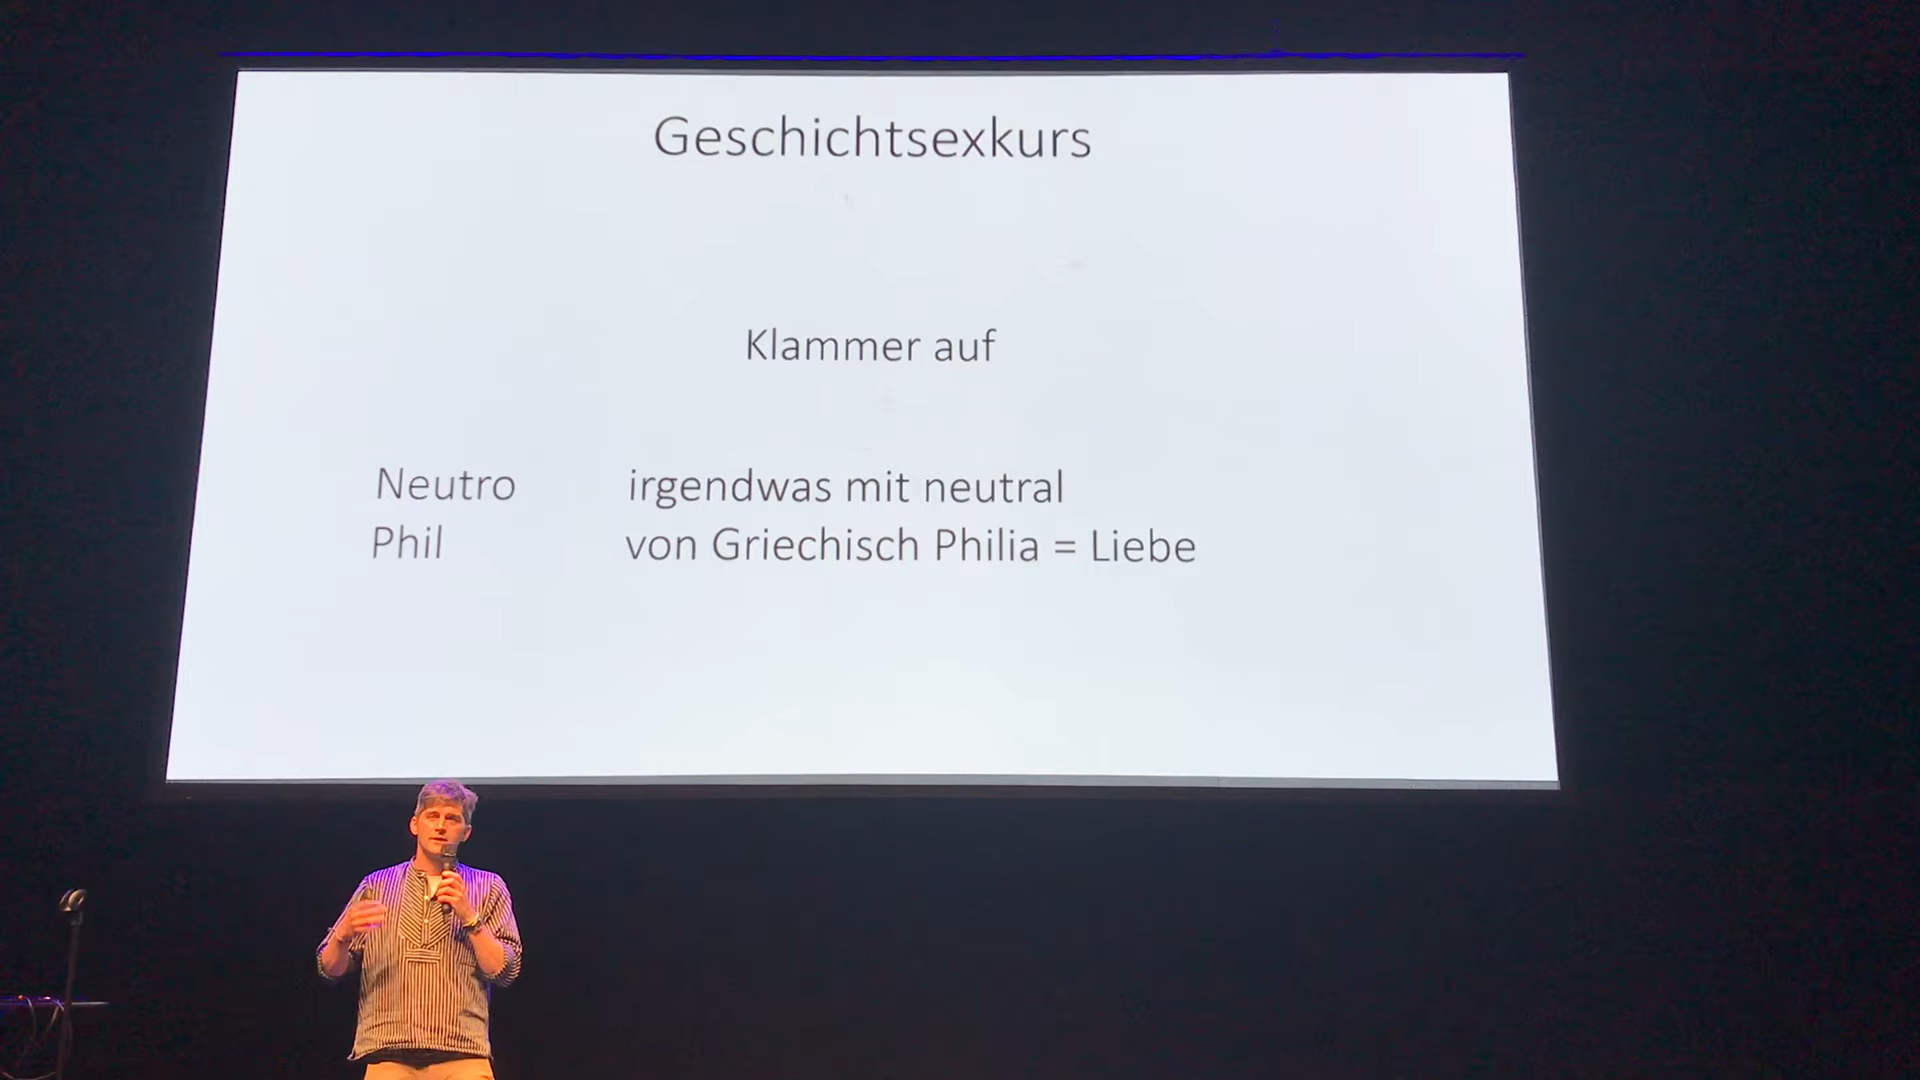 Geschichtsexkurs
Klammer auf
Neutro irgendwas mit neutral
Phil von Griechisch Philia = Liebe